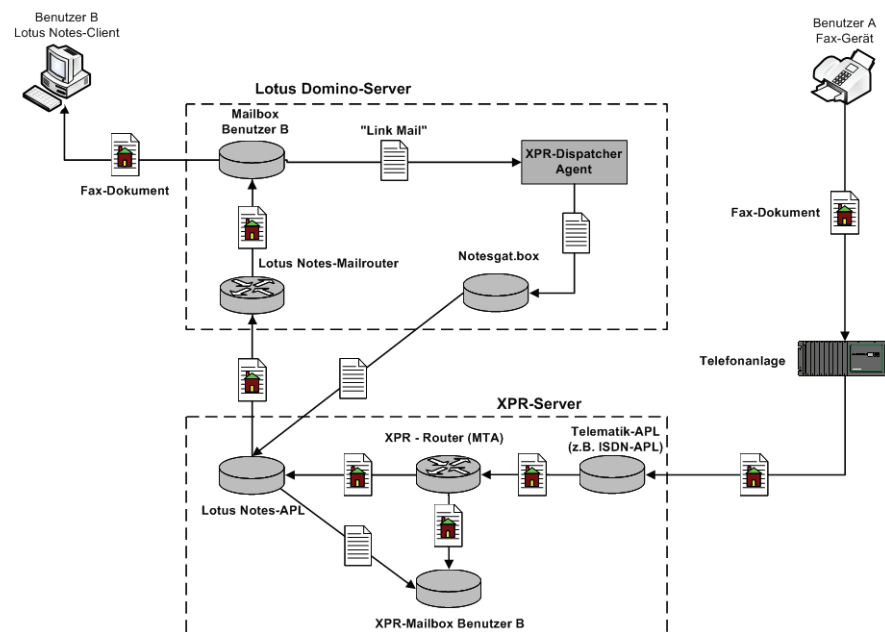 Benutzer B
Lotus Notes-Client
Benutzer A
Fax-Gerät
Lotus Domino-Server
Mailbox
Benutzer B
"Link Mail"
XPR-Dispatcher
Agent
Fax-Dokument
Fax-Dokument
Lotus Notes-Mailrouter
Notesgat.box
Telefonanlage
XPR-Server
XPR - Router (MTA)
Telematik-APL
(z.B. ISDN-APL)
Lotus Notes-APL
XPR-Mailbox Benutzer B